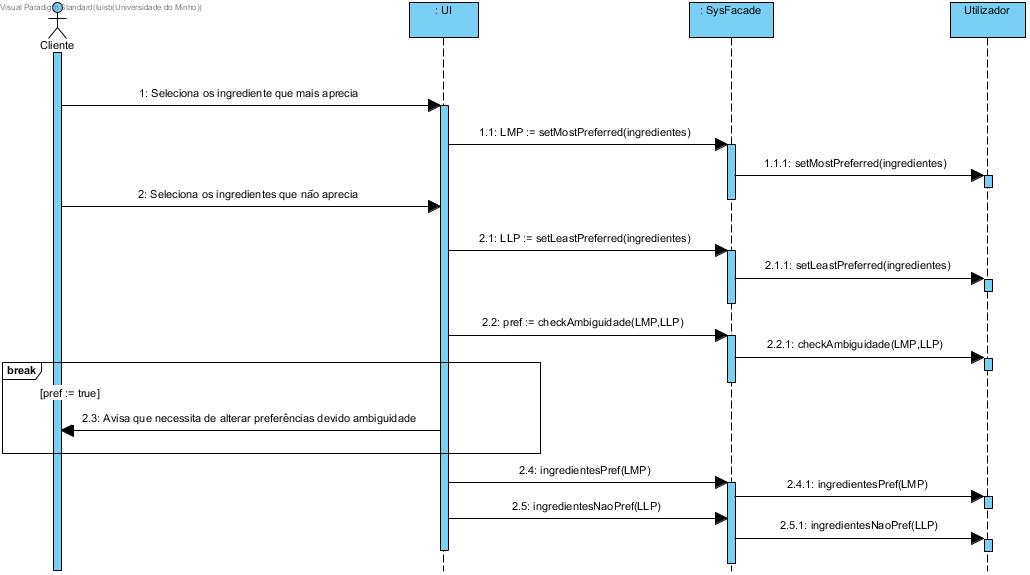 Visual Paradigm Standard(luisb(Universidade do Minho))
: UI
: SysFacade
Utilizador
Cliente
1: Seleciona os ingrediente que mais aprecia
1.1: LMP := setMostPreferred(ingredientes)
1.1.1: setMostPreferred(ingredientes)
2: Seleciona os ingredientes que não aprecia
2.1: LLP := setLeastPreferred(ingredientes)
2.1.1: setLeastPreferred(ingredientes)
2.2: pref := checkAmbiguidade(LMP,LLP)
2.2.1: checkAmbiguidade(LMP,LLP)
break
[pref := true]
2.3: Avisa que necessita de alterar preferências devido ambiguidade
2.4: ingredientesPref(LMP)
2.4.1: ingredientesPref(LMP)
2.5: ingredientesNaoPref(LLP)
2.5.1: ingredientesNaoPref(LLP)